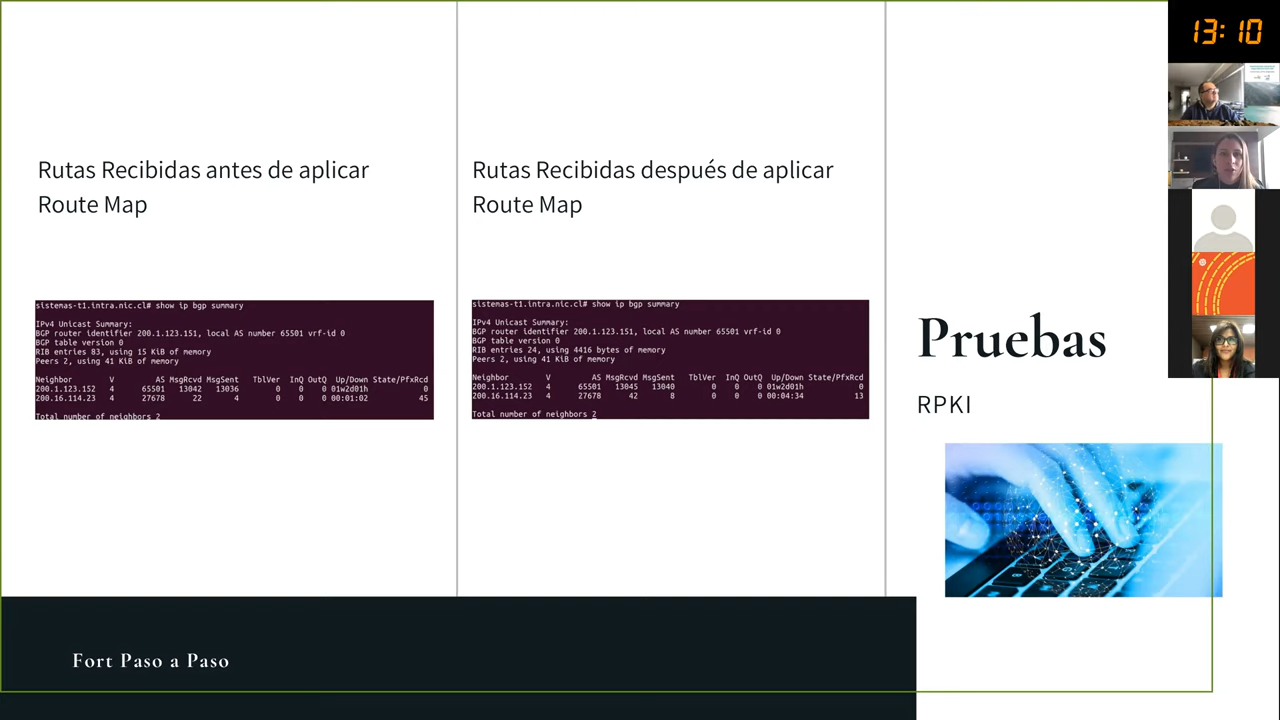 13:10
Rutas Recibidas antes de aplicar
Route Map
sistemas-t1.intra.nic.cl# show ip bgp summary
IPv4 Unicast Summary:
BGP router identifier 200.1.123.151, local AS number 65501 vrf-id 0
BGP table version 0
RIB entries 83, using 15 KiB of memory
Peers 2, using 41 KiB of memory
Neighbor V AS MsgRcvd MsgSent TblVer InQ OutQ Up/Down State/PfxRcd
200.1.123.152 4 65501 13042 13036 0 0 0 01w2d01h 0
200.16.114.23 4 27678 22 4 0 0 0 00:01:02 45
Total number of neighbors 2
Rutas Recibidas después de aplicar
Route Map
sistemas-t1.intra.nic.cl# show ip bgp summary
IPv4 Unicast Summary:
BGP router identifier 200.1.123.151, local AS number 65501 vrf-id 0
BGP table version 0
RIB entries 24, using 4416 bytes of memory
Peers 2, using 41 KiB of memory
Neighbor V AS MsgRcvd MsgSent TblVer InQ OutQ Up/Down State/PfxRcd
200.1.123.152 4 65501 13045 13040 0 0 0 01w2d01h 0
200.16.114.23 4 27678 42 8 0 0 0 00:04:34 13
Total number of neighbors 2
Pruebas
RPKI
Fort Paso a Paso